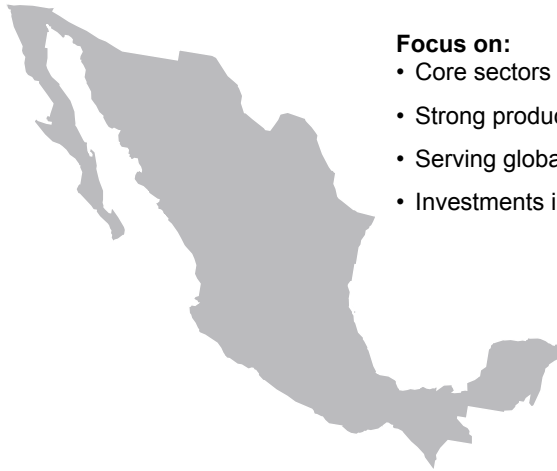 Focus on:
• Core sectors
• Strong produc
• Serving globa
• Investments i